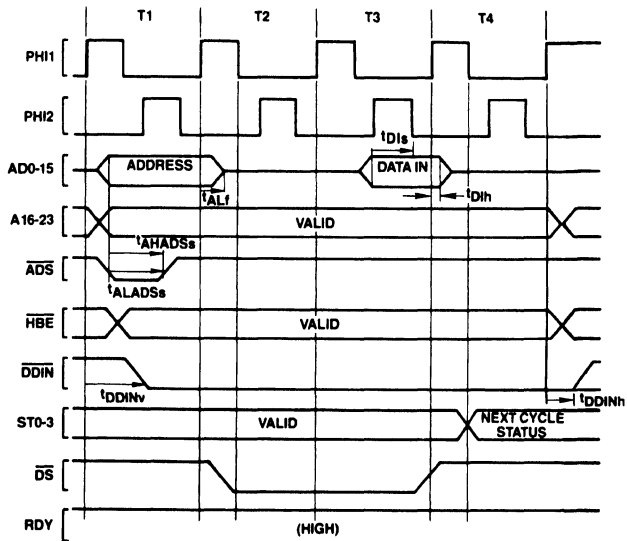 T1 T2 T3 T4
PHI1
PHI2
tDIs
AD0-15 ADDRESS DATA IN
tALf tDIh
A16-23 VALID
tAHADSs
ADS
tALADSs
HBE VALID
DDIN
tDDINv tDDINh
ST0-3 VALID NEXT CYCLE
STATUS
DS
RDY (HIGH)